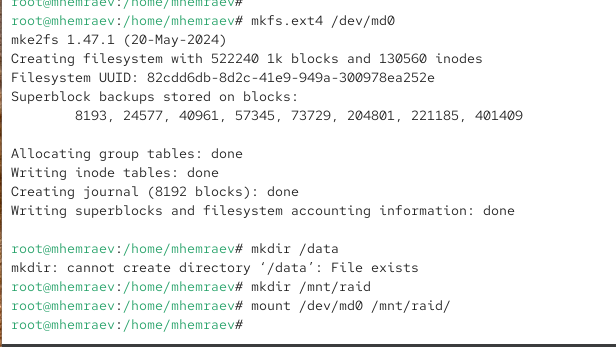 root@mhemraev:/home/mhemraev#
root@mhemraev:/home/mhemraev# mkfs.ext4 /dev/md0
mke2fs 1.47.1 (20-May-2024)
Creating filesystem with 522240 1k blocks and 130560 inodes
Filesystem UUID: 82cdd6db-8d2c-41e9-949a-300978ea252e
Superblock backups stored on blocks:
        8193, 24577, 40961, 57345, 73729, 204801, 221185, 401409

Allocating group tables: done
Writing inode tables: done
Creating journal (8192 blocks): done
Writing superblocks and filesystem accounting information: done

root@mhemraev:/home/mhemraev# mkdir /data
mkdir: cannot create directory ‘/data’: File exists
root@mhemraev:/home/mhemraev# mkdir /mnt/raid
root@mhemraev:/home/mhemraev# mount /dev/md0 /mnt/raid/
root@mhemraev:/home/mhemraev#